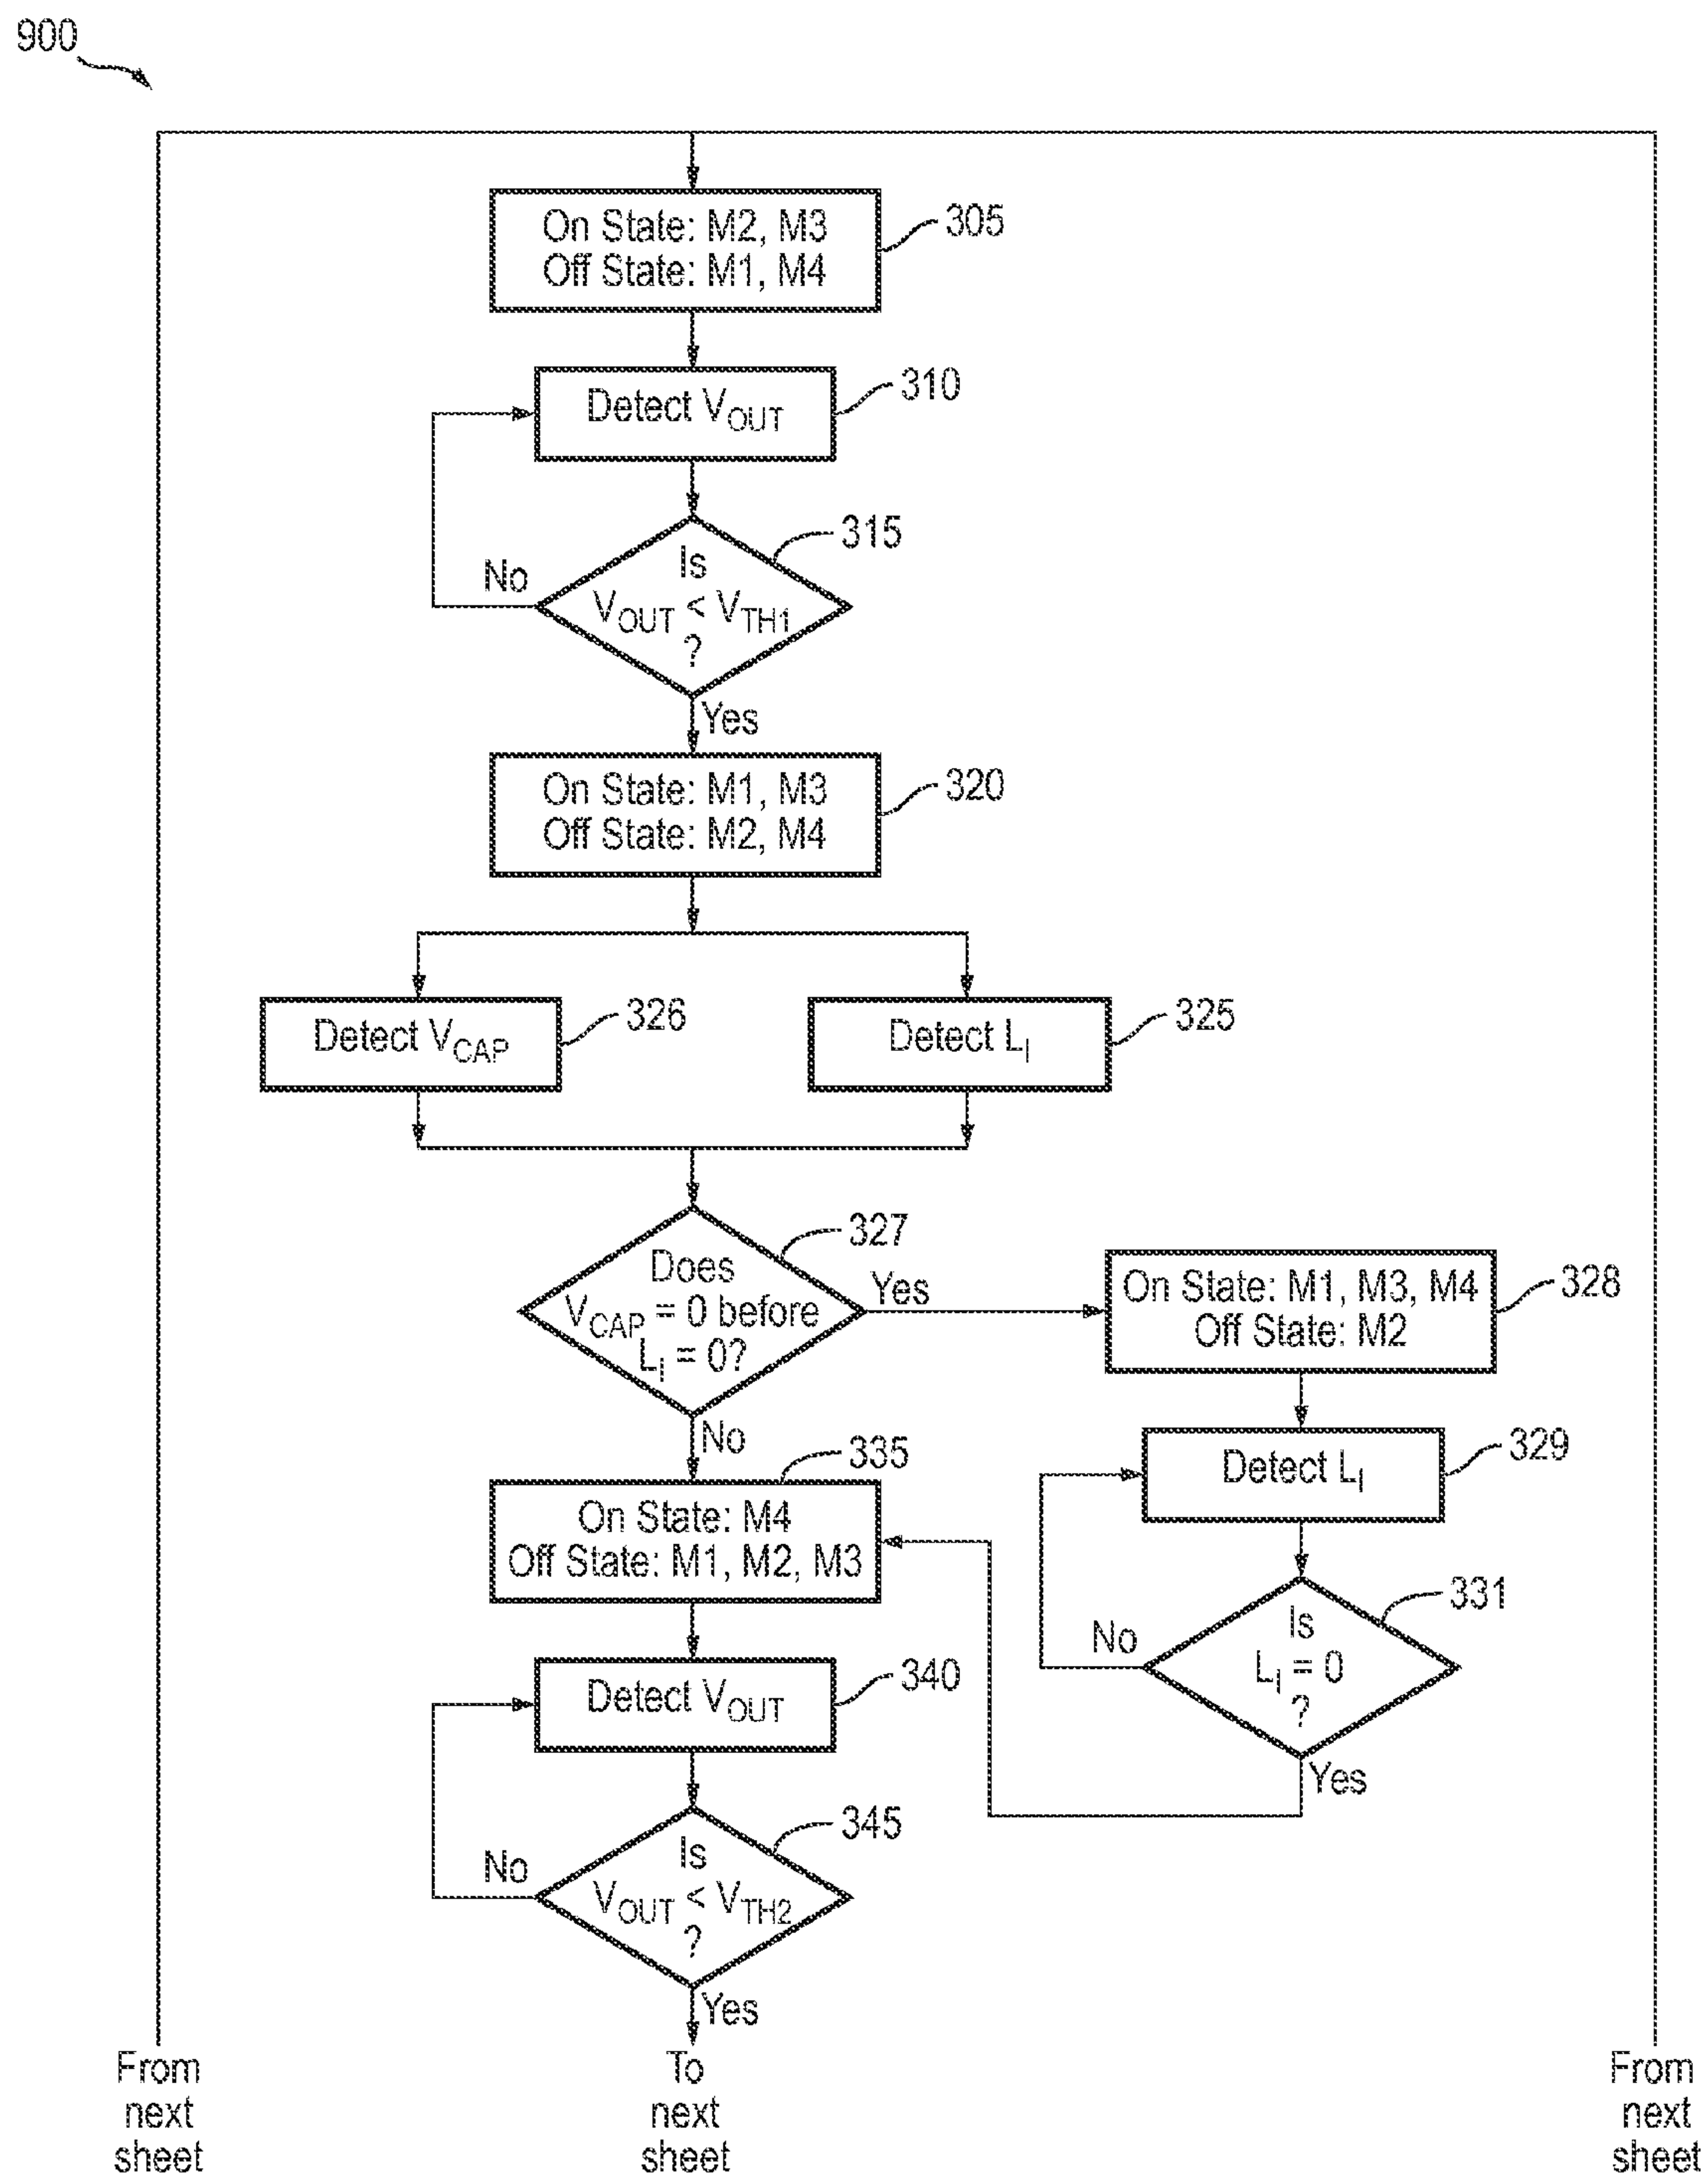 900
On State: M2, M3
Off State: M1, M4
305
Detect VOUT
310
Is
VOUT < VTH1
?
315
No
Yes
On State: M1, M3
Off State: M2, M4
320
Detect VCAP
326
Detect LI
325
Does
VCAP = 0 before
LI = 0?
327
Yes
No
On State: M1, M3, M4
Off State: M2
328
Detect LI
329
Is
LI = 0
?
331
No
Yes
On State: M4
Off State: M1, M2, M3
335
Detect VOUT
340
Is
VOUT < VTH2
?
345
No
Yes
From
next
sheet
To
next
sheet
From
next
sheet